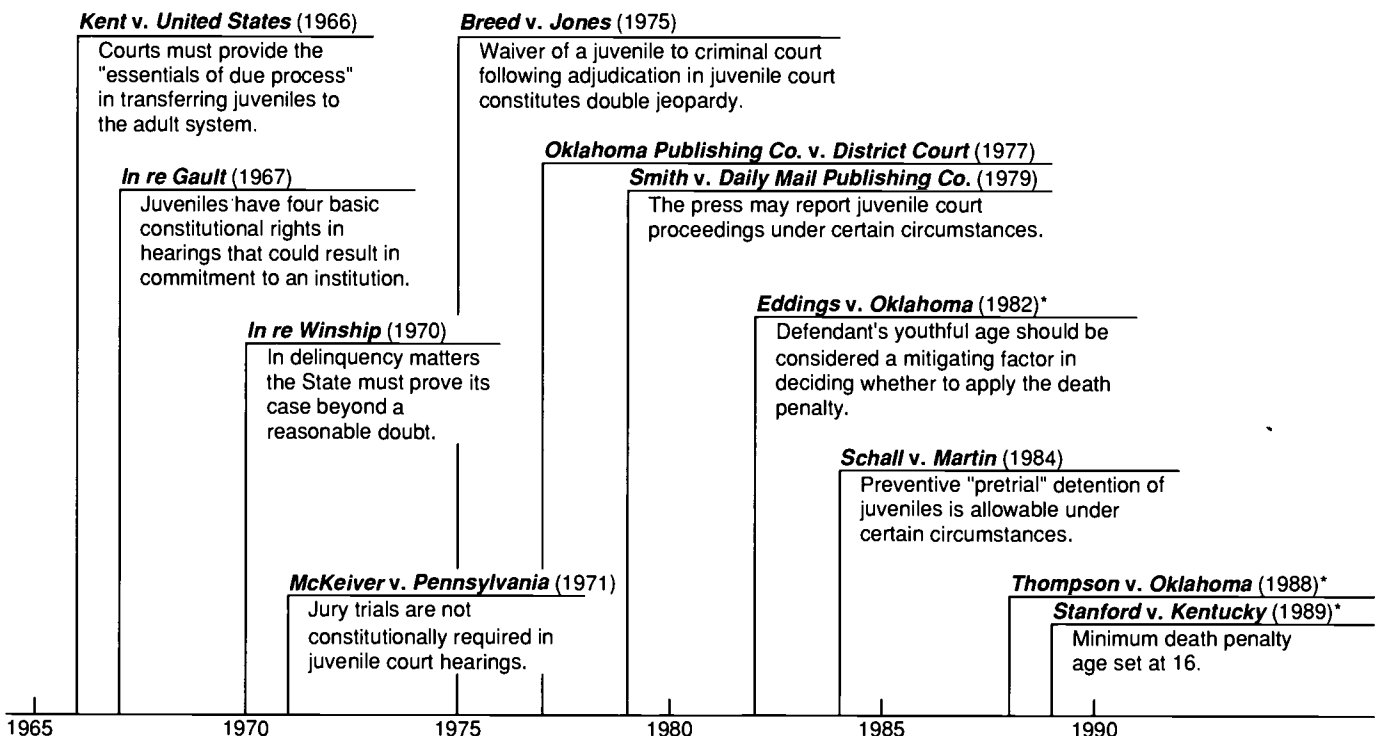 Kent v. United States (1966)
Courts must provide the
"essentials of due process"
in transferring juveniles to
the adult system.
In re Gault (1967)
Juveniles have four basic
constitutional rights in
hearings that could result in
commitment to an institution.
In re Winship (1970)
In delinquency matters
the State must prove its
case beyond a
reasonable doubt.
McKeiver v. Pennsylvania (1971)
Jury trials are not
constitutionally required in
juvenile court hearings.
Breed v. Jones (1975)
Waiver of a juvenile to criminal court
following adjudication in juvenile court
constitutes double jeopardy.
Oklahoma Publishing Co. v. District Court (1977)
Smith v. Daily Mail Publishing Co. (1979)
The press may report juvenile court
proceedings under certain circumstances.
Eddings v. Oklahoma (1982)*
Defendant's youthful age should be
considered a mitigating factor in
deciding whether to apply the death
penalty.
Schall v. Martin (1984)
Preventive "pretrial" detention of
juveniles is allowable under
certain circumstances.
Thompson v. Oklahoma (1988)*
Stanford v. Kentucky (1989)*
Minimum death penalty
age set at 16.
1965 1970 1975 1980 1985 1990